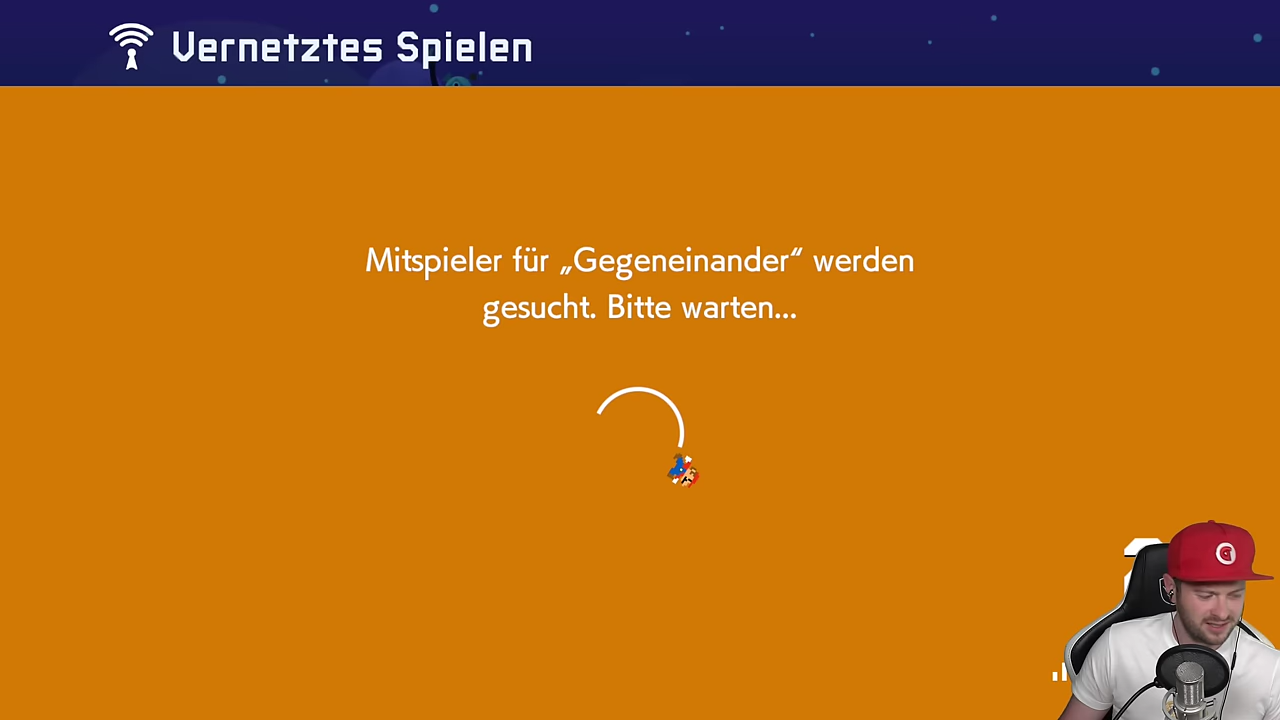 Vernetztes Spielen
Mitspieler für „Gegeneinander“ werden
gesucht. Bitte warten...